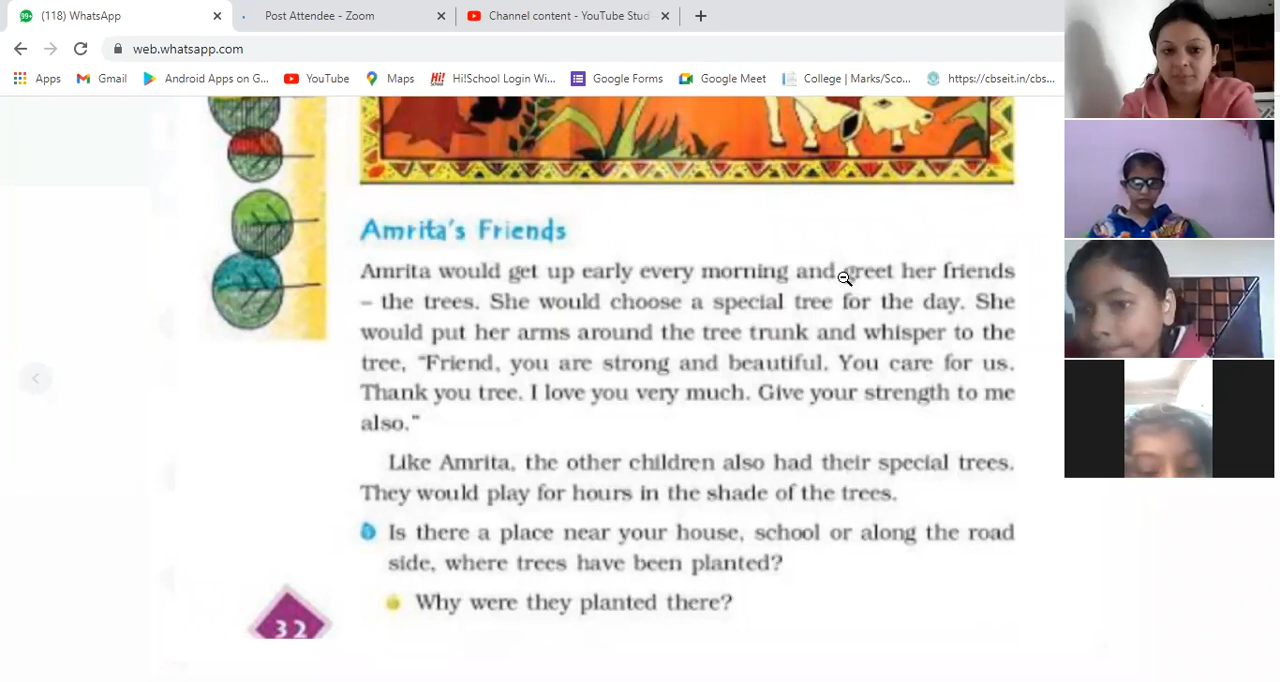 (118) WhatsApp
Post Attendee - Zoom
Channel content - YouTube Stud
web.whatsapp.com
Apps
Gmail
Android Apps on G...
YouTube
Maps
Hi!
Hi!School Login Wi...
Google Forms
Google Meet
College | Marks/Sco...
https://cbseit.in/cbs...
Amrita's Friends
Amrita would get up early every morning and greet her friends
– the trees. She would choose a special tree for the day. She
would put her arms around the tree trunk and whisper to the
tree, "Friend, you are strong and beautiful. You care for us.
Thank you tree. I love you very much. Give your strength to me
also."
Like Amrita, the other children also had their special trees.
They would play for hours in the shade of the trees.
Is there a place near your house, school or along the road
side, where trees have been planted?
Why were they planted there?
32